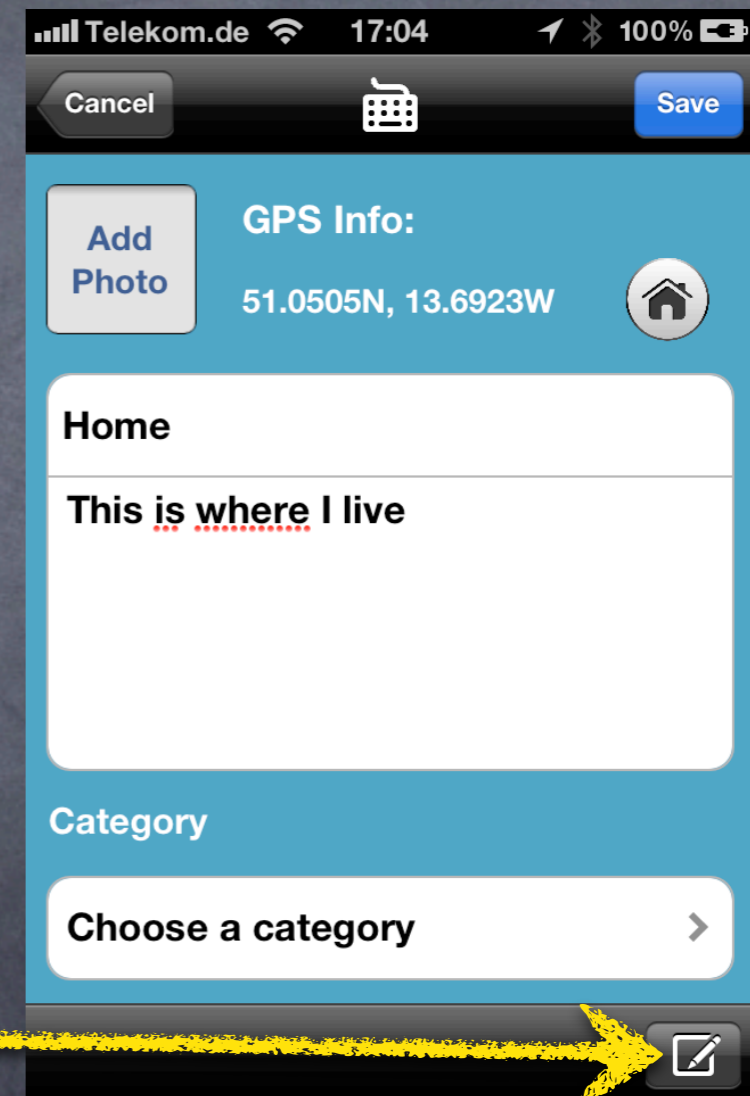 Telekom.de 17:04 100%
Cancel Save
Add
Photo
GPS Info:
51.0505N, 13.6923W
Home
This is where I live
Category
Choose a category